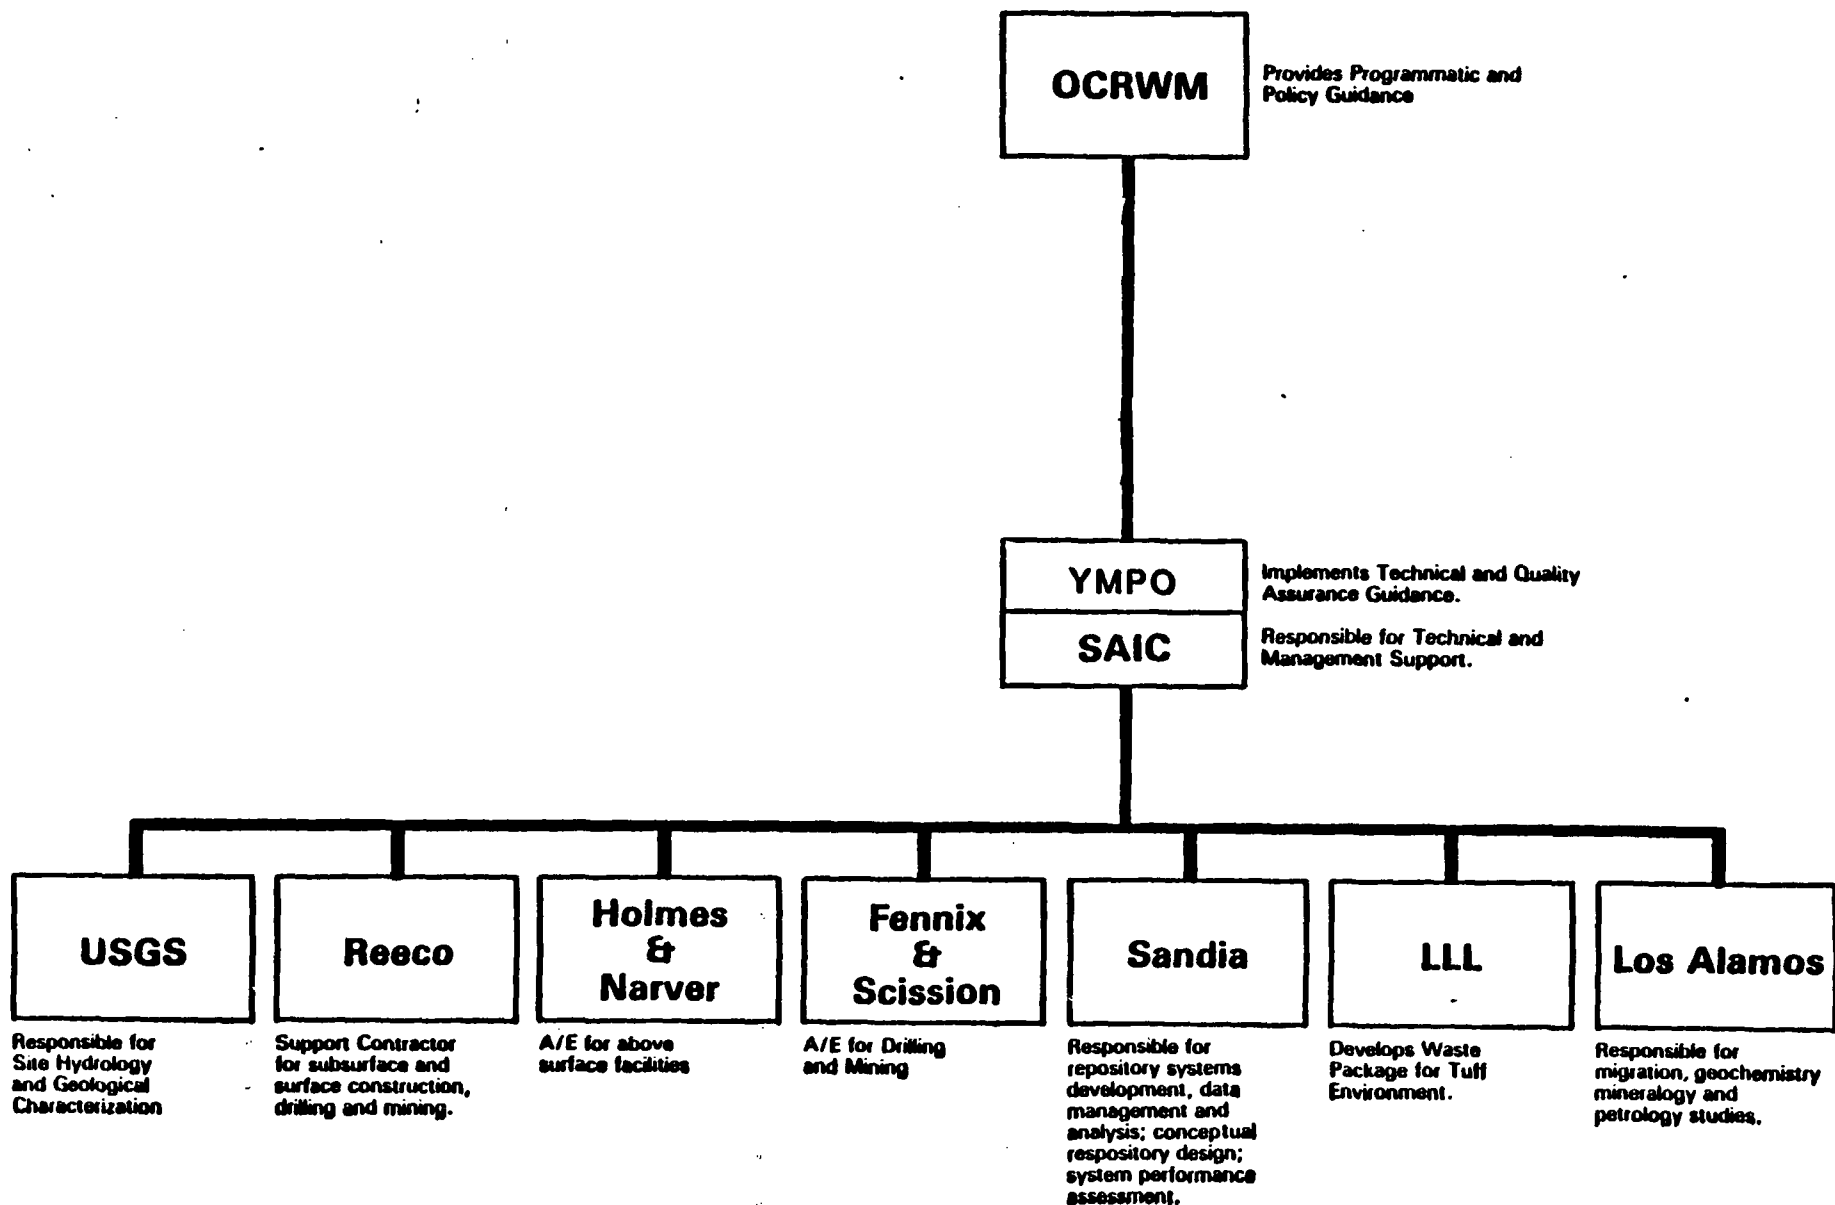 OCRWM
Provides Programmatic and
Policy Guidance
YMPO
Implements Technical and Quality
Assurance Guidance.
SAIC
Responsible for Technical and
Management Support.
USGS
Responsible for
Site Hydrology
and Geological
Characterization
Reeco
Support Contractor
for subsurface and
surface construction,
drilling and mining.
Holmes
&
Narver
A/E for above
surface facilities
Fennix
&
Scission
A/E for Drilling
and Mining
Sandia
Responsible for
repository systems
development, data
management and
analysis; conceptual
respository design;
system performance
assessment.
LLL
Develops Waste
Package for Tuff
Environment.
Los Alamos
Responsible for
migration, geochemistry
mineralogy and
petrology studies.